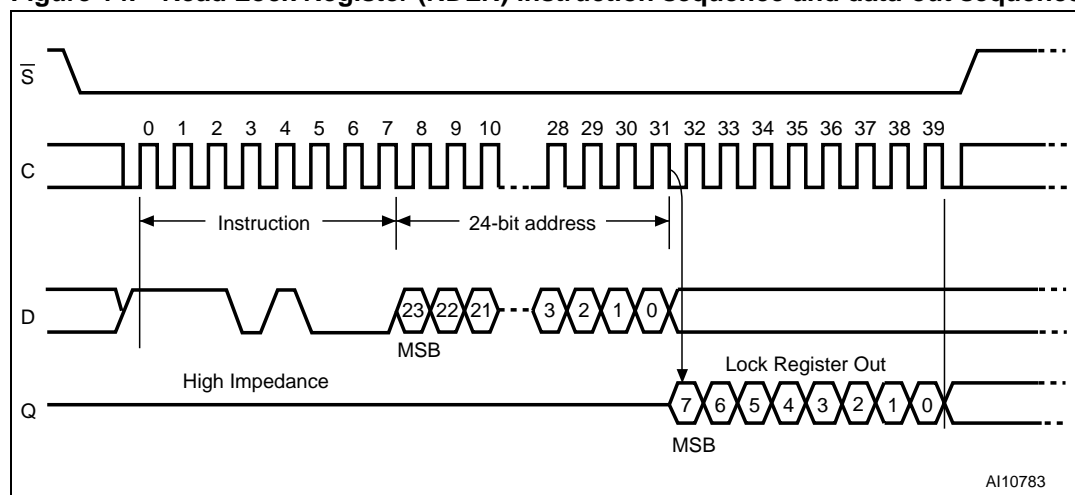 Figure 14. Read Lock Register (RDLR) instruction sequence and data-out sequence
S
0 1 2 3 4 5 6 7 8 9 10 28 29 30 31 32 33 34 35 36 37 38 39
C
Instruction 24-bit address
D 23 22 21 3 2 1 0
MSB
Lock Register Out
High Impedance
Q 7 6 5 4 3 2 1 0
MSB
AI10783